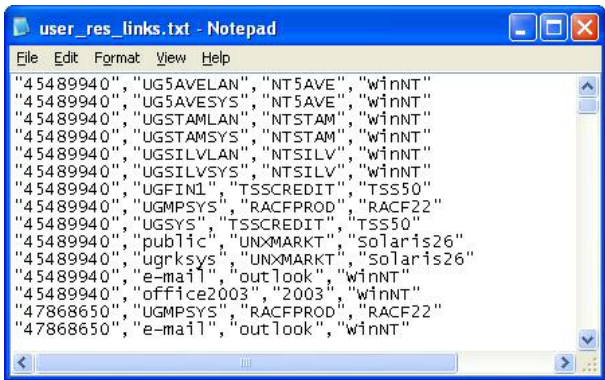 user_res_links.txt - Notepad
File Edit Format View Help
"45489940","UG5AVELAN","NT5AVE","WinNT"
"45489940","UG5AVESYS","NT5AVE","WinNT"
"45489940","UGSTAMLAN","NTSTAM","WinNT"
"45489940","UGSTAMSYS","NTSTAM","WinNT"
"45489940","UGSILVLAN","NTSILV","WinNT"
"45489940","UGSILVSYS","NTSILV","WinNT"
"45489940","UGFIN1","TSSCREDIT","TSS50"
"45489940","UGMPSYS","RACFPROD","RACF22"
"45489940","UGSYS","TSSCREDIT","TSS50"
"45489940","public","UNXMARKT","Solaris26"
"45489940","ugrksys","UNXMARKT","Solaris26"
"45489940","e-mail","outlook","WinNT"
"45489940","office2003","2003","WinNT"
"47868650","UGMPSYS","RACFPROD","RACF22"
"47868650","e-mail","outlook","WinNT"